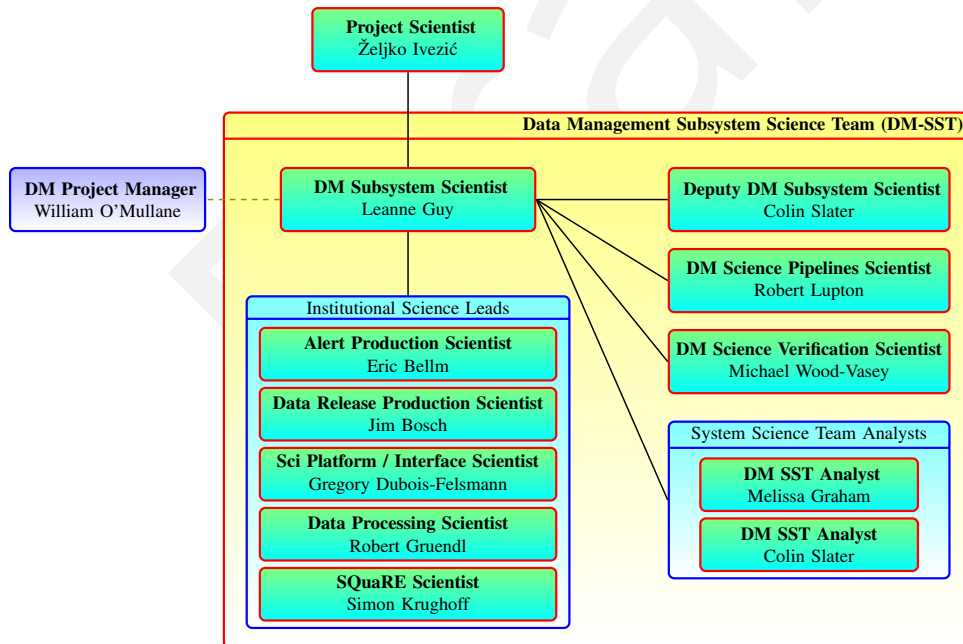 Project Scientist
Željko Ivezić
Data Management Subsystem Science Team (DM-SST)
DM Project Manager
William O'Mullane
DM Subsystem Scientist
Leanne Guy
Deputy DM Subsystem Scientist
Colin Slater
DM Science Pipelines Scientist
Robert Lupton
DM Science Verification Scientist
Michael Wood-Vasey
Institutional Science Leads
Alert Production Scientist
Eric Bellm
Data Release Production Scientist
Jim Bosch
Sci Platform / Interface Scientist
Gregory Dubois-Felsmann
Data Processing Scientist
Robert Gruendl
SQuaRE Scientist
Simon Krughoff
System Science Team Analysts
DM SST Analyst
Melissa Graham
DM SST Analyst
Colin Slater